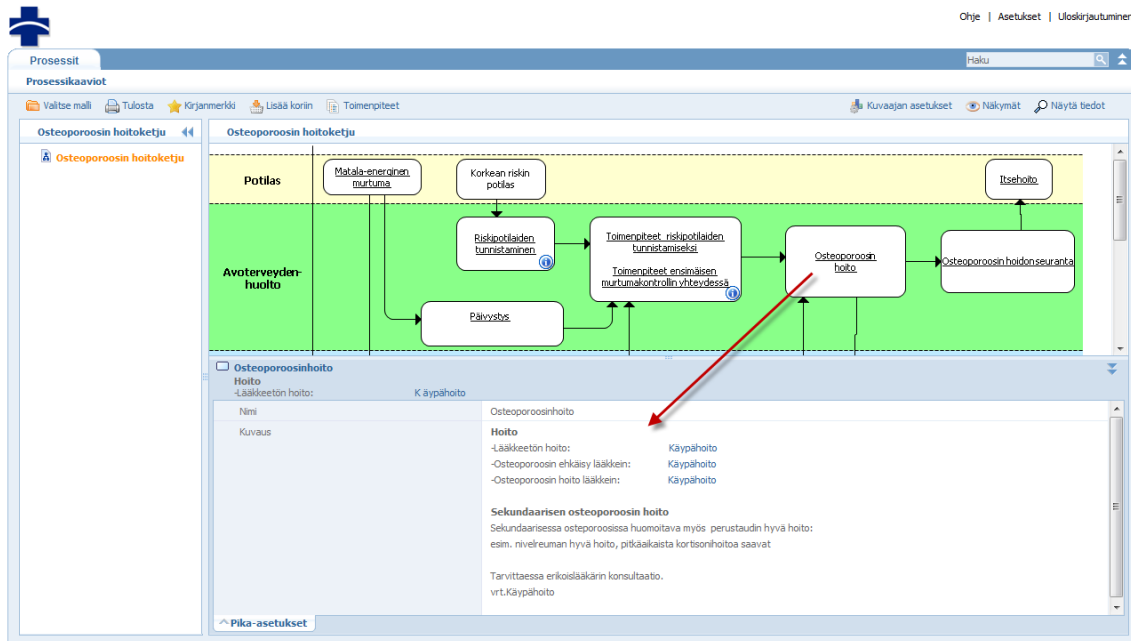 Ohje | Asetukset | Uloskirjautuminen
Prosessit
Haku
Prosessikaaviot
Valitse malli Tulosta Kirjanmerkki Lisää koriin Toimenpiteet Kuvaajan asetukset Näkymät Näytä tiedot
Osteoporoosin hoitoketju
Osteoporoosin hoitoketju
Osteoporoosin hoitoketju
Potilas
Matala-energinen
murtuma
Korkean riskin
potilas
Itsehoito
Avoterveyden-
huolto
Riskipotilaiden
tunnistaminen
Toimenpiteet riskipotilaiden
tunnistamiseksi
Toimenpiteet ensimäisen
murtumakontrollin yhteydessä
Osteoporoosin
hoito
Osteoporoosin hoidon seuranta
Päivystys
Osteoporoosinhoito
Hoito
-Lääkkeetön hoito: K äypähoito
Nimi Osteoporoosinhoito
Kuvaus Hoito
-Lääkkeetön hoito: Käypähoito
-Osteoporoosin ehkäisy lääkkein: Käypähoito
-Osteoporoosin hoito lääkkein: Käypähoito
Sekundaarisen osteoporoosin hoito
Sekundaarisessa osteporoosissa huomoitava myös perustaudin hyvä hoito:
esim. nivelreuman hyvä hoito, pitkäaikaista kortisonihoitoa saavat
Tarvittaessa erikoislääkärin konsultaatio.
vrt.Käypähoito
Pika-asetukset